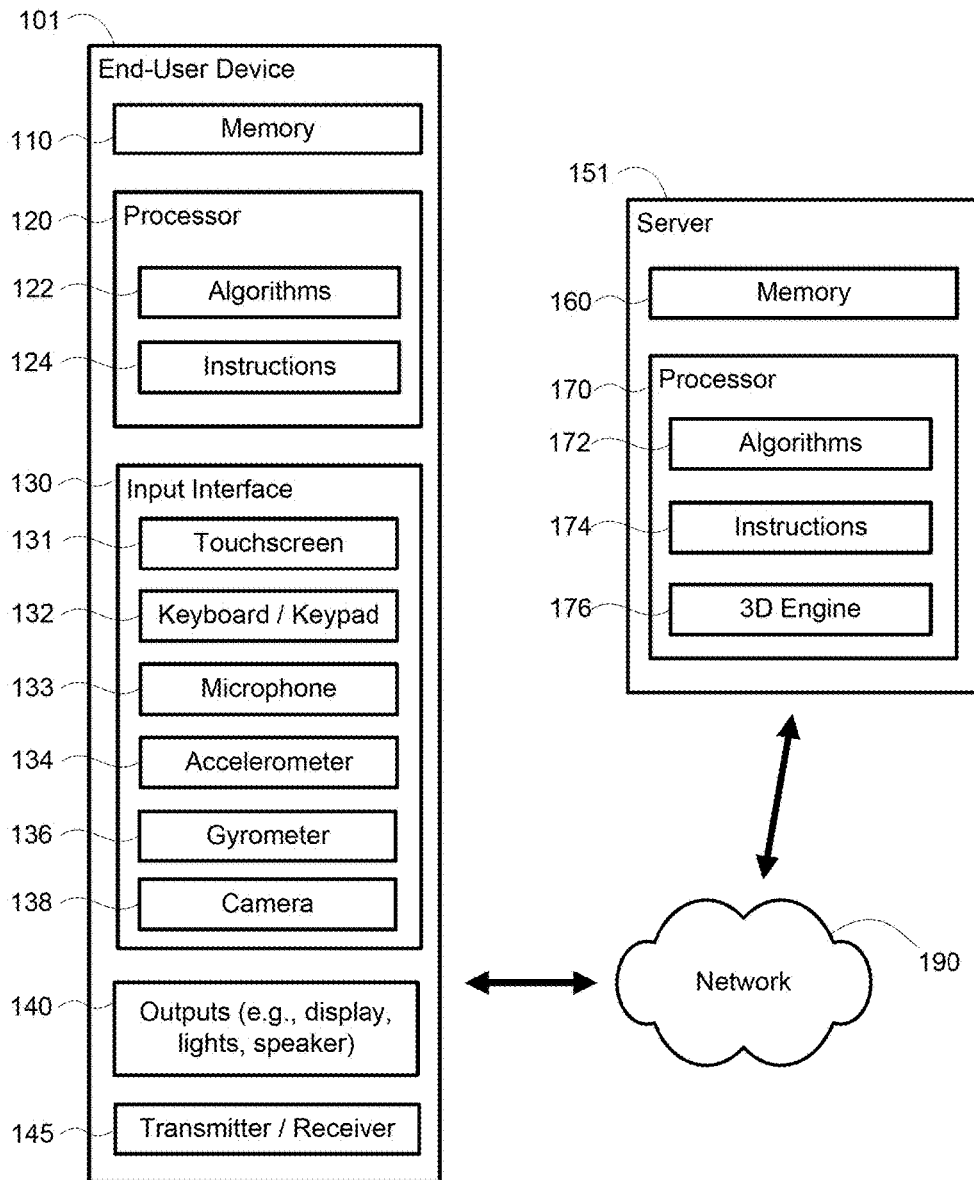 101
End-User Device
110
Memory
120
Processor
122
Algorithms
124
Instructions
130
Input Interface
131
Touchscreen
132
Keyboard / Keypad
133
Microphone
134
Accelerometer
136
Gyrometer
138
Camera
140
Outputs (e.g., display,
lights, speaker)
145
Transmitter / Receiver
151
Server
160
Memory
170
Processor
172
Algorithms
174
Instructions
176
3D Engine
190
Network